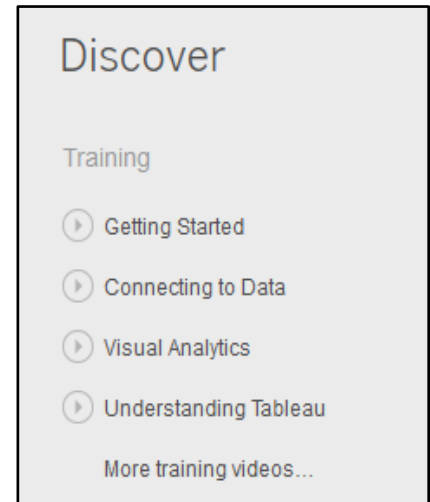 Discover
Training
Getting Started
Connecting to Data
Visual Analytics
Understanding Tableau
More training videos...